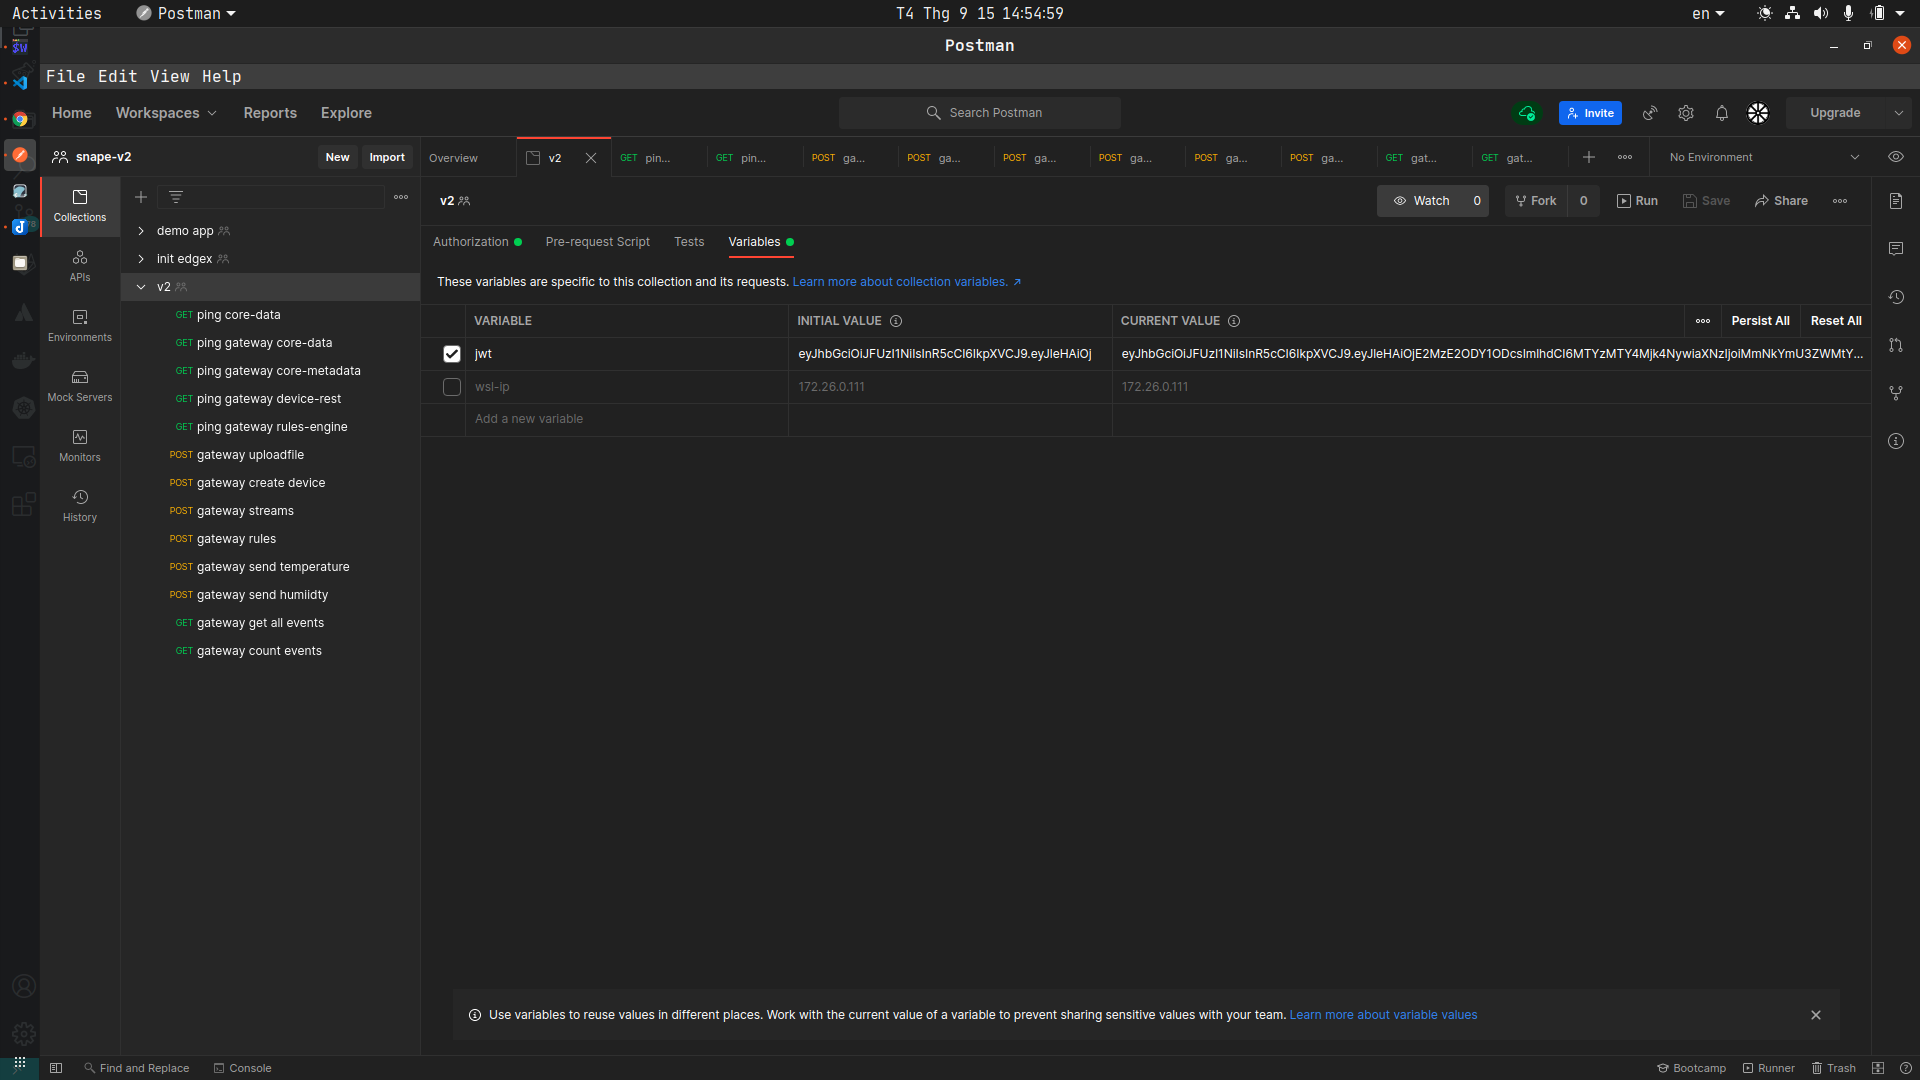 Activities
Postman
T4 Thg 9 15 14:54:59
en
Postman
File Edit View Help
Home
Workspaces
Reports
Explore
Search Postman
Invite
Upgrade
snape-v2
New
Import
Overview
v2
GET pin...
GET pin...
POST ga...
POST ga...
POST ga...
POST ga...
POST ga...
POST ga...
GET gat...
GET gat...
No Environment
Collections
APIs
Environments
Mock Servers
Monitors
History
demo app
init edgex
v2
GET ping core-data
GET ping gateway core-data
GET ping gateway core-metadata
GET ping gateway device-rest
GET ping gateway rules-engine
POST gateway uploadfile
POST gateway create device
POST gateway streams
POST gateway rules
POST gateway send temperature
POST gateway send humiidty
GET gateway get all events
GET gateway count events
v2
Watch 0
Fork 0
Run
Save
Share
Authorization
Pre-request Script
Tests
Variables
These variables are specific to this collection and its requests. Learn more about collection variables. ↗
VARIABLE
INITIAL VALUE
CURRENT VALUE
Persist All
Reset All
jwt
wsl-ip
172.26.0.111
172.26.0.111
Add a new variable
Use variables to reuse values in different places. Work with the current value of a variable to prevent sharing sensitive values with your team. Learn more about variable values
Find and Replace
Console
Bootcamp
Runner
Trash